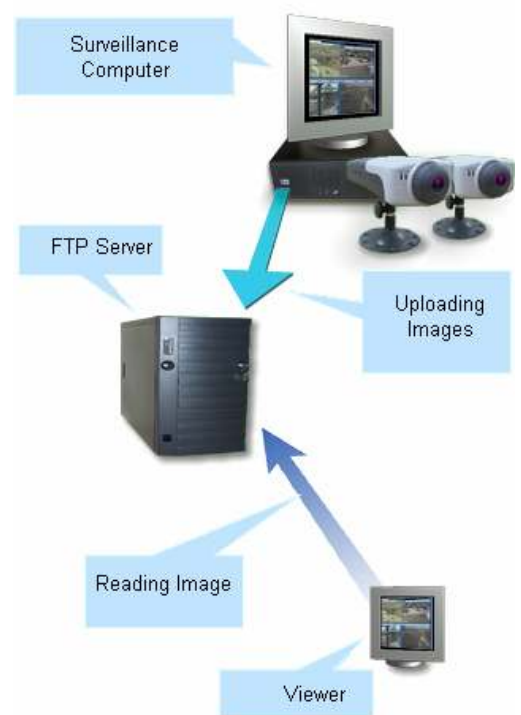 Surveillance
Computer
FTP Server
Uploading
Images
Reading Image
Viewer